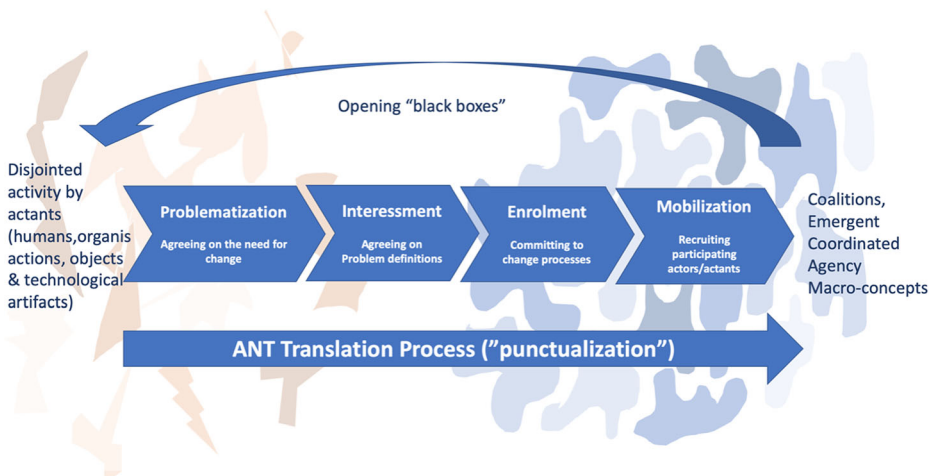 Opening “black boxes”
Disjointed
activity by
actants
(humans,organis
actions, objects
& technological
artifacts)
Problematization
Agreeing on the need for
change
Interessment
Agreeing on
Problem definitions
Enrolment
Committing to
change processes
Mobilization
Recruiting
participating
actors/actants
Coalitions,
Emergent
Coordinated
Agency
Macro-concepts
ANT Translation Process (”punctualization”)